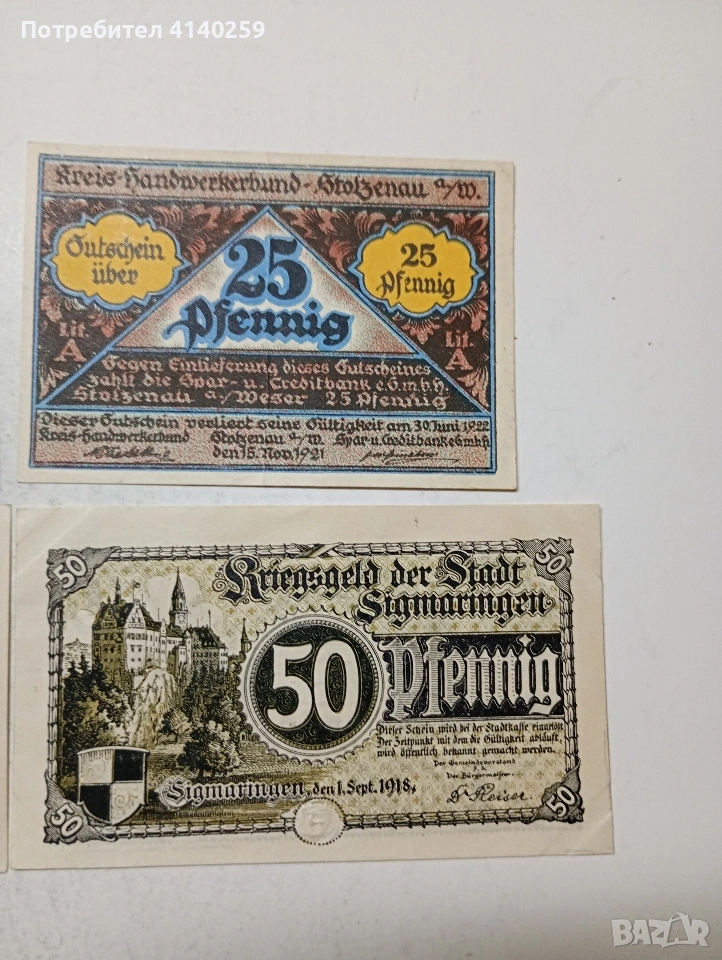 Потребител 4140259
Kreis-Handwerkerbund-Stolzenau a/W.
Gutschein über
25 Pfennig
25 Pfennig
Lit. A
Lit. A
Gegen Einlieferung dieses Gutscheines
zahlt die Spar- u. Creditbank e.G.m.b.H.
Stolzenau a/Weser 25 Pfennig
Dieser Gutschein verliert seine Gültigkeit am 30. Juni 1922
Kreis-Handwerkerbund Stolzenau a/W. Spar-u.Creditbank e.G.m.b.H
den 15. Nov. 1921
50
50
Kriegsgeld der Stadt
Sigmaringen
50 Pfennig
Dieser Schein wird bei der Stadtkasse eingelöst
Der Zeitpunkt mit dem die Gültigkeit abläuft,
wird öffentlich bekannt gemacht werden.
Der Gemeindevorstand
Der Bürgermeister:
Sigmaringen, den 1. Sept. 1918.
Dr Reiser.
50
50
5
BAZAR